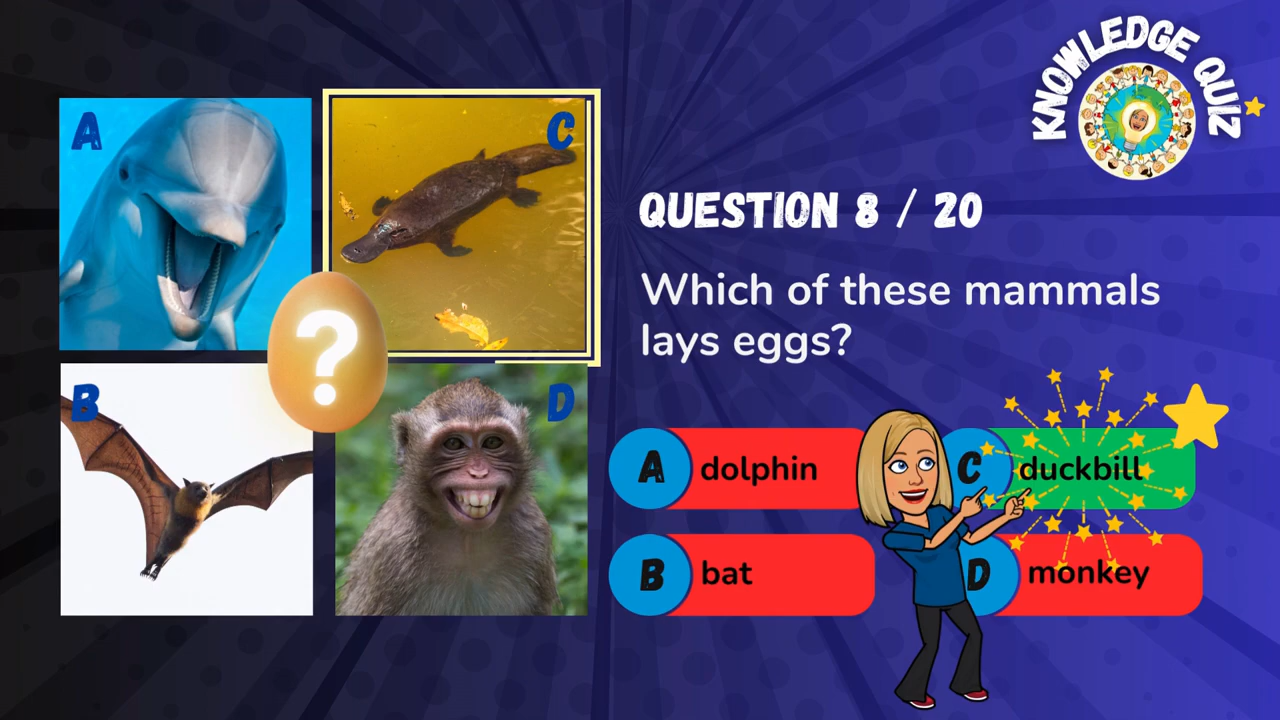 KNOWLEDGE QUIZ
A
C
QUESTION 8 / 20
Which of these mammals
lays eggs?
?
B
D
A dolphin
C duckbill
B bat
D monkey